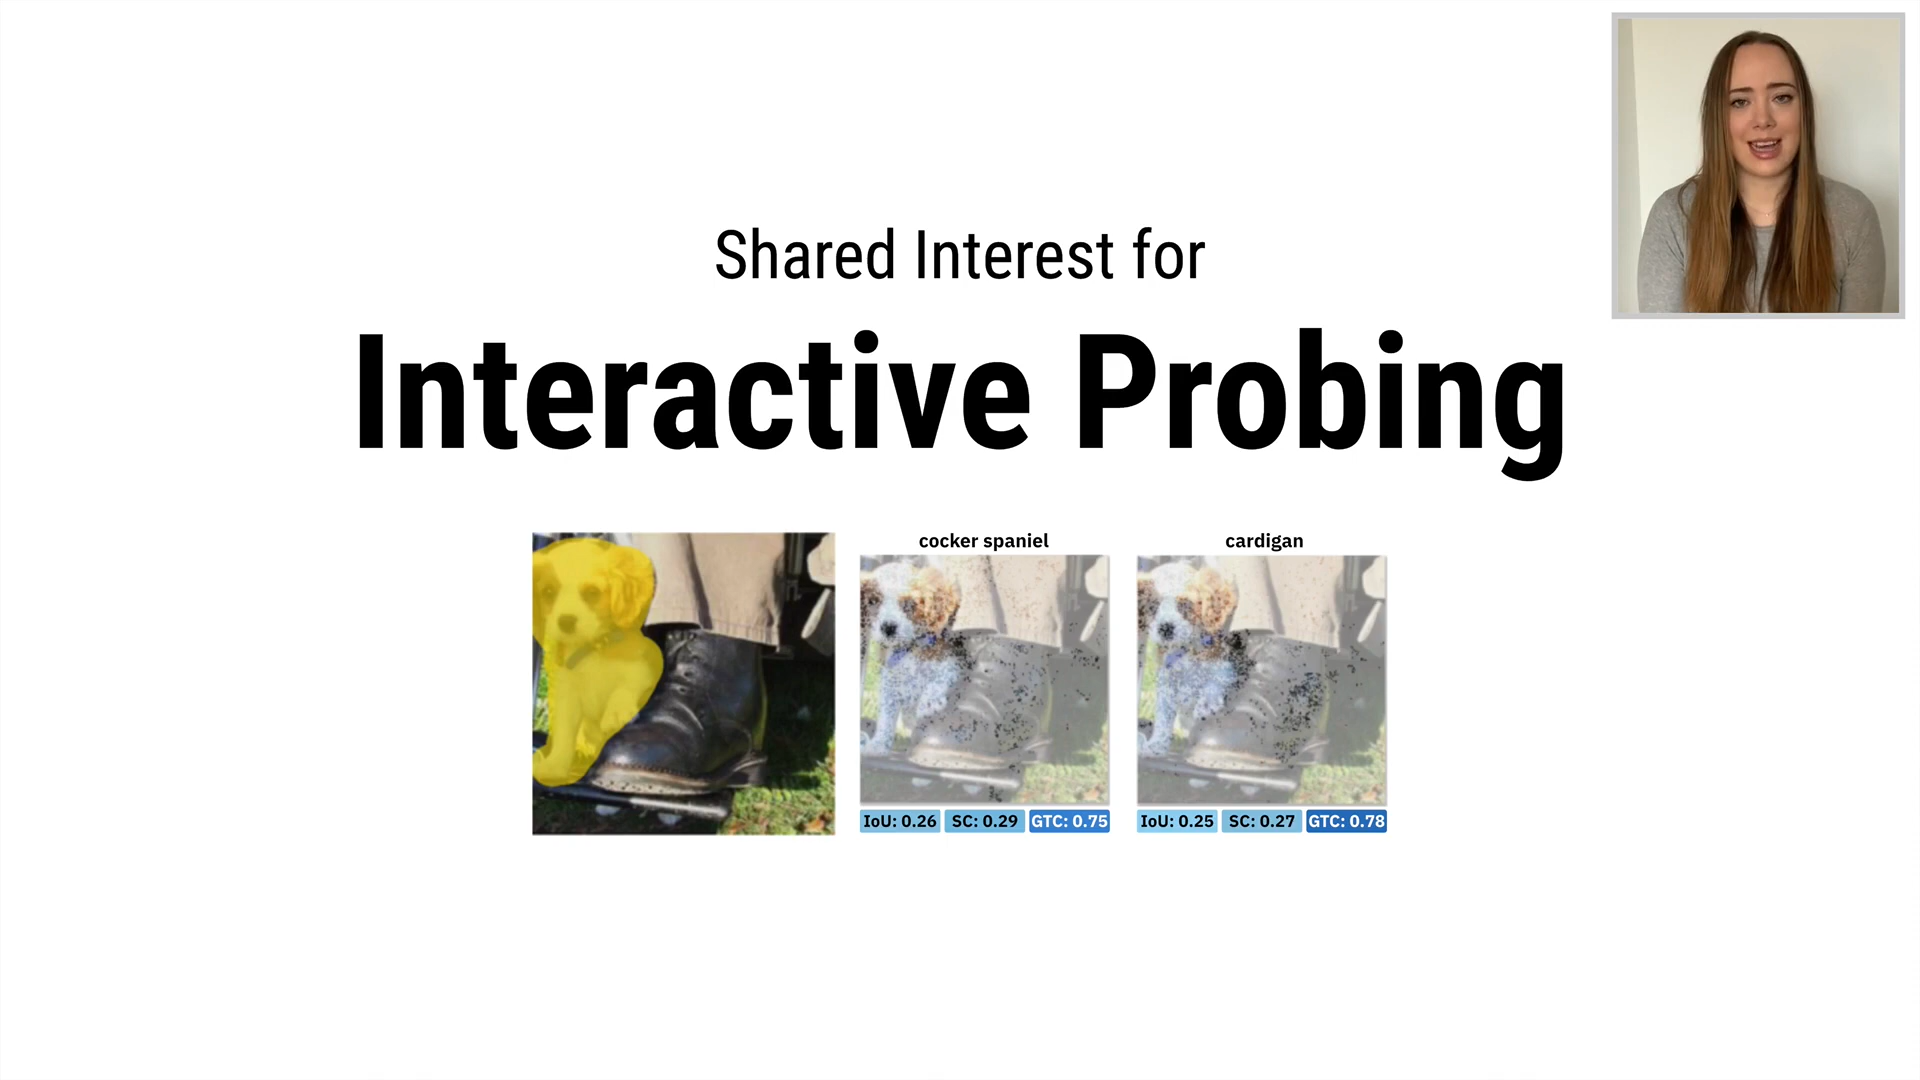 Shared Interest for
Interactive Probing
cocker spaniel
cardigan
IoU: 0.26 SC: 0.29 GTC: 0.75
IoU: 0.25 SC: 0.27 GTC: 0.78